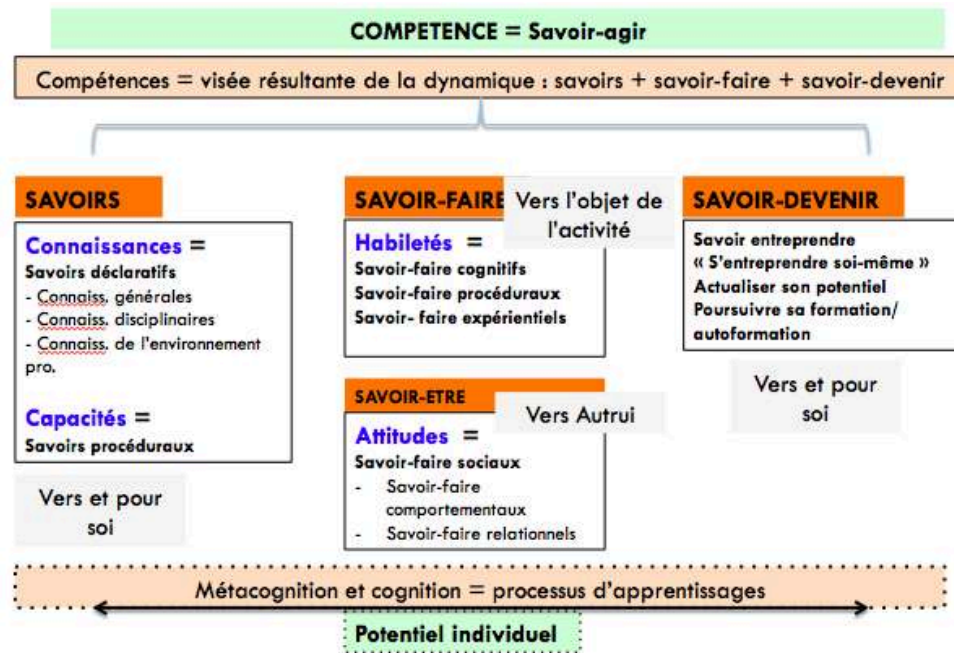 COMPETENCE = Savoir-agir
Compétences = visée résultante de la dynamique : savoirs + savoir-faire + savoir-devenir
SAVOIRS
Connaissances =
Savoirs déclaratifs
- Connaiss. générales
- Connaiss. disciplinaires
- Connaiss. de l'environnement
pro.
Capacités =
Savoirs procéduraux
Vers et pour
soi
SAVOIR-FAIRE
Vers l'objet de
l'activité
Habiletés =
Savoir-faire cognitifs
Savoir-faire procéduraux
Savoir- faire expérientiels
SAVOIR-ETRE
Vers Autrui
Attitudes =
Savoir-faire sociaux
- Savoir-faire
comportementaux
- Savoir-faire relationnels
SAVOIR-DEVENIR
Savoir entreprendre
« S'entreprendre soi-même »
Actualiser son potentiel
Poursuivre sa formation/
autoformation
Vers et pour
soi
Métacognition et cognition = processus d'apprentissages
Potentiel individuel